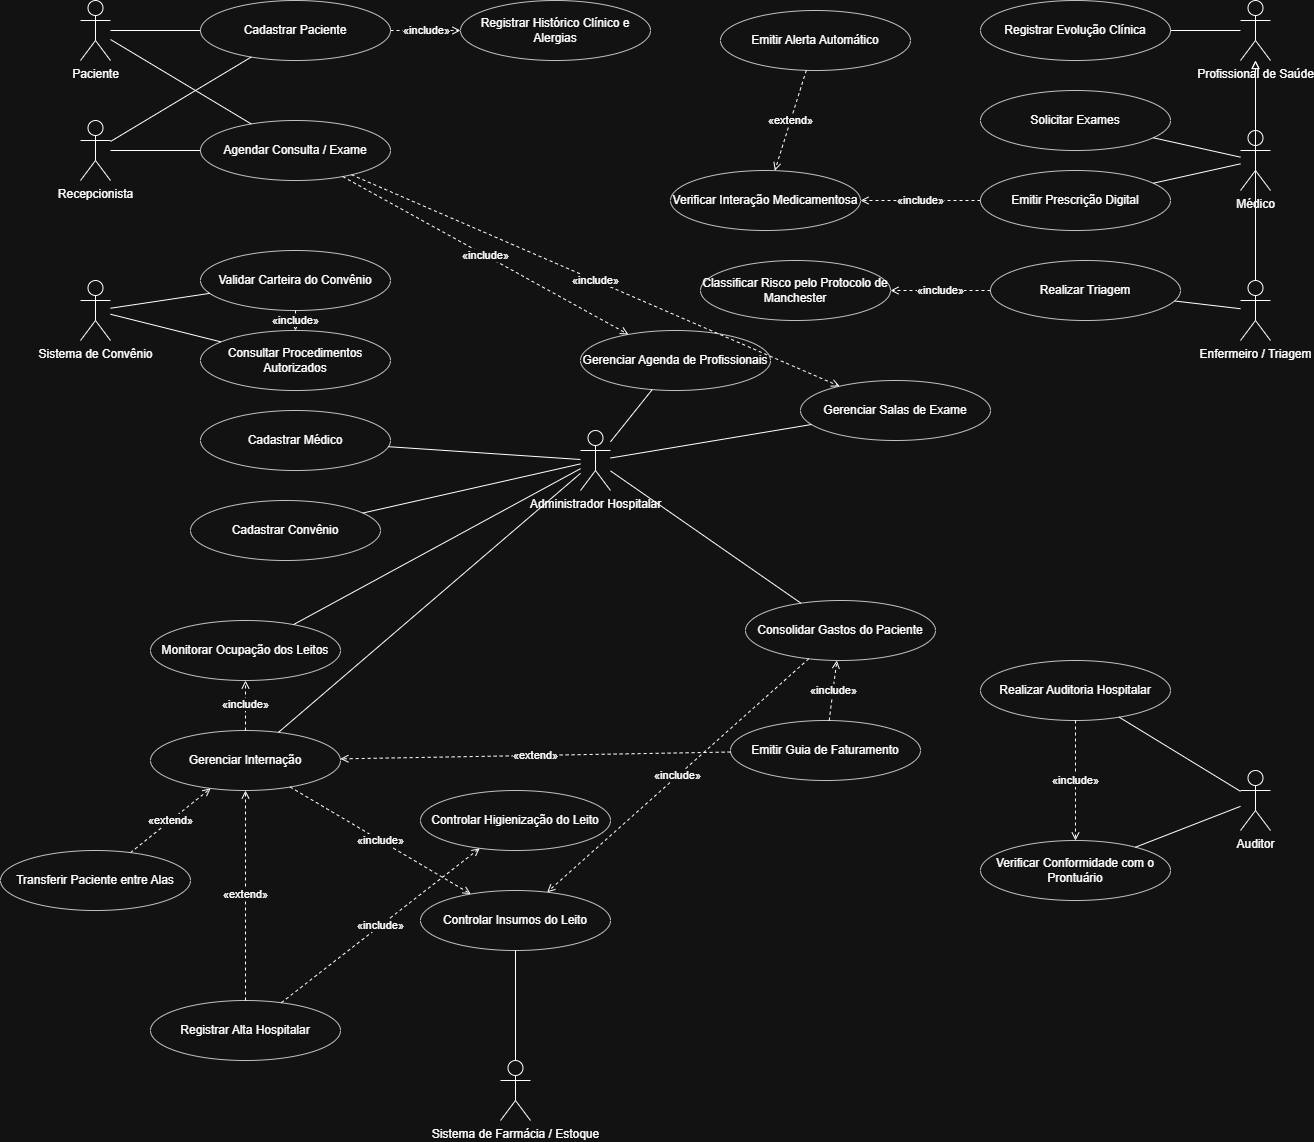 Cadastrar Paciente
«include»
Registrar Histórico Clínico e
Alergias
Emitir Alerta Automático
Registrar Evolução Clínica
Paciente
Profissional de Saúde
Solicitar Exames
«extend»
Agendar Consulta / Exame
Recepcionista
Verificar Interação Medicamentosa
«include»
Emitir Prescrição Digital
Médico
«include»
Validar Carteira do Convênio
«include»
Classificar Risco pelo Protocolo de
Manchester
«include»
Realizar Triagem
«include»
Sistema de Convênio
Consultar Procedimentos
Autorizados
Gerenciar Agenda de Profissionais
Enfermeiro / Triagem
Gerenciar Salas de Exame
Cadastrar Médico
Administrador Hospitalar
Cadastrar Convênio
Consolidar Gastos do Paciente
Monitorar Ocupação dos Leitos
«include»
Realizar Auditoria Hospitalar
«include»
Gerenciar Internação
«extend»
Emitir Guia de Faturamento
«include»
«include»
«extend»
Controlar Higienização do Leito
«include»
Auditor
Transferir Paciente entre Alas
Verificar Conformidade com o
Prontuário
«extend»
«include»
Controlar Insumos do Leito
Registrar Alta Hospitalar
Sistema de Farmácia / Estoque